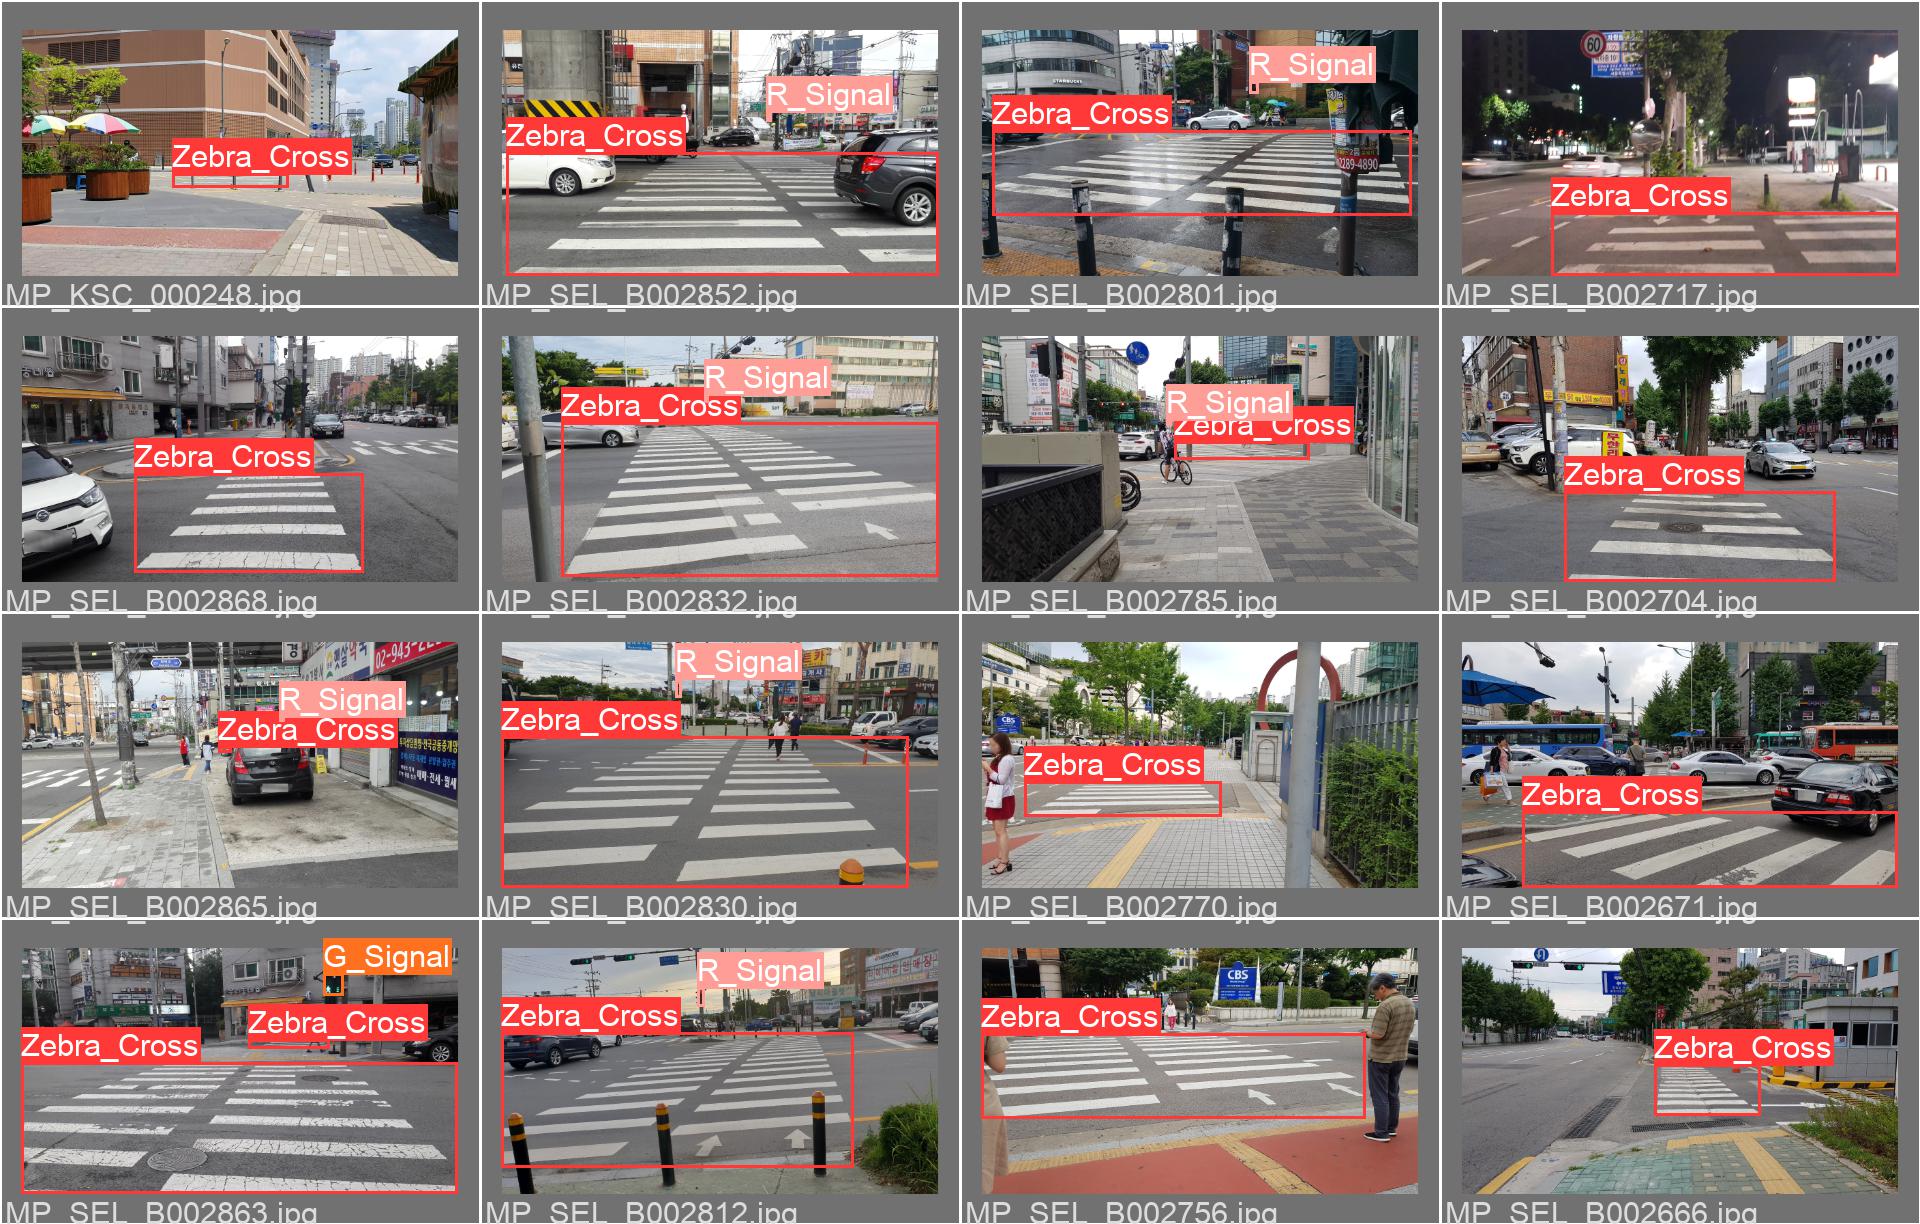 Zebra_Cross
MP_KSC_000248.jpg
R_Signal
Zebra_Cross
MP_SEL_B002852.jpg
STARBUCKS
R_Signal
Zebra_Cross
289-4890
MP_SEL_B002801.jpg
60
Zebra_Cross
MP_SEL_B002717.jpg
Zebra_Cross
MP_SEL_B002868.jpg
R_Signal
Zebra_Cross
MP_SEL_B002832.jpg
R_Signal
Zebra_Cross
MP_SEL_B002785.jpg
Zebra_Cross
MP_SEL_B002704.jpg
02-943-22
R_Signal
Zebra_Cross
MP_SEL_B002865.jpg
R_Signal
Zebra_Cross
MP_SEL_B002830.jpg
CBS
Zebra_Cross
MP_SEL_B002770.jpg
Zebra_Cross
MP_SEL_B002671.jpg
G_Signal
Zebra_Cross
Zebra_Cross
MP_SEL_B002863.jpg
R_Signal
Zebra_Cross
MP_SEL_B002812.jpg
CBS
Zebra_Cross
MP_SEL_B002756.jpg
Zebra_Cross
MP_SEL_B002666.jpg